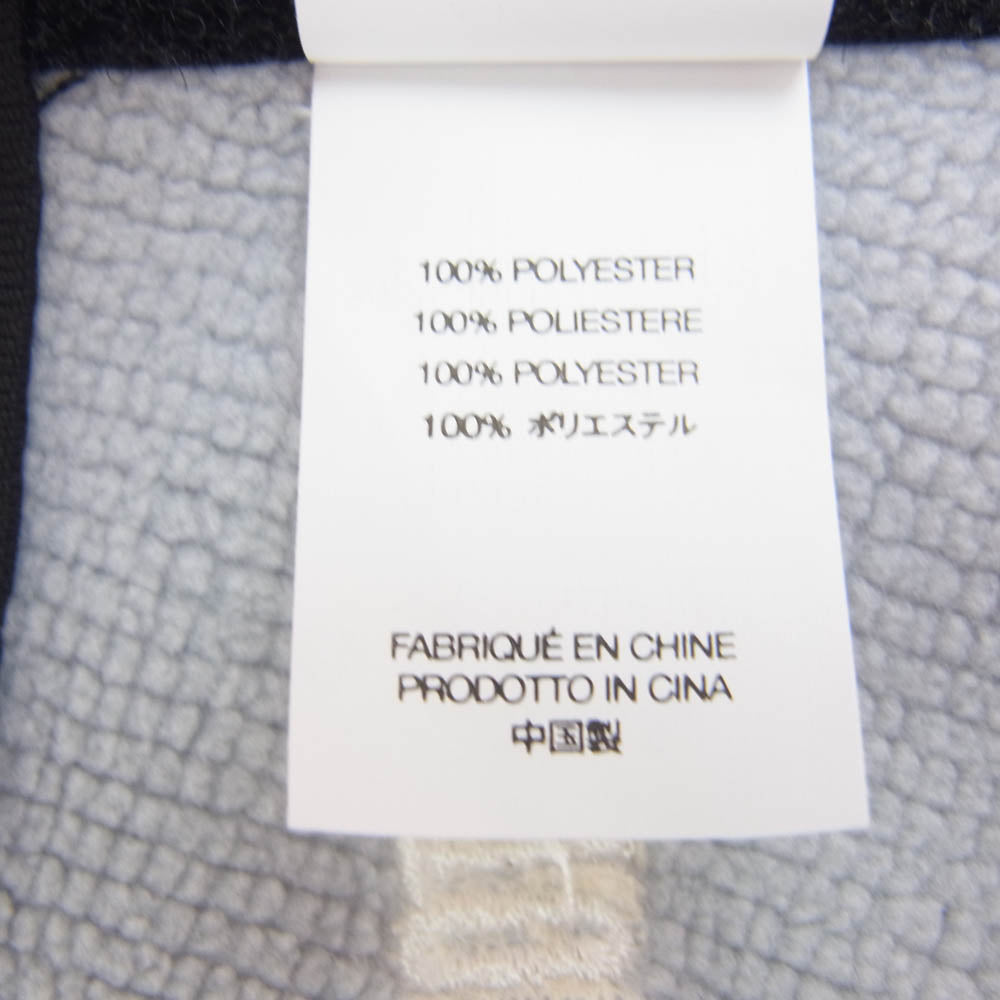 100% POLYESTER
100% POLIESTERE
100% POLYESTER
100% ポリエステル
FABRIQUÉ EN CHINE
PRODOTTO IN CINA
中国製